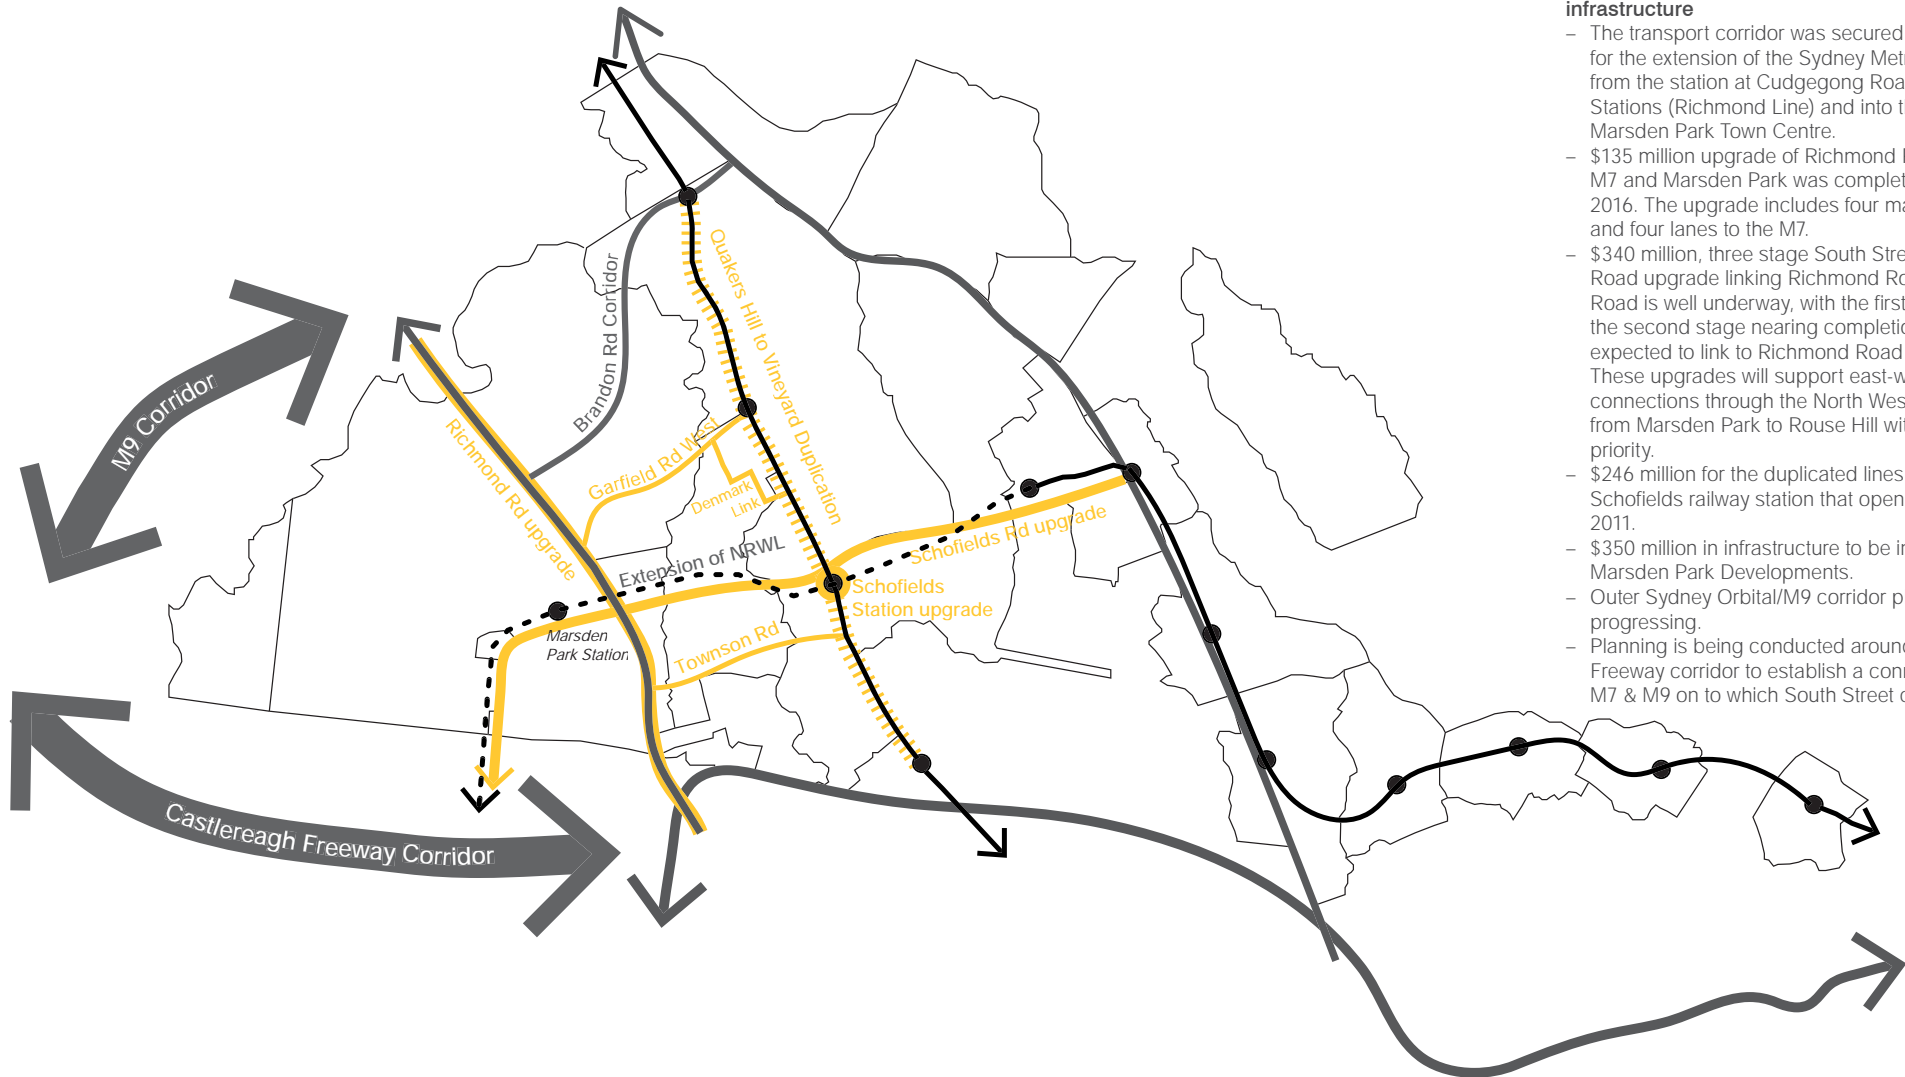 infrastructure
– The transport corridor was secured
for the extension of the Sydney Met
from the station at Cudgegong Roa
Stations (Richmond Line) and into t
Marsden Park Town Centre.
– $135 million upgrade of Richmond
M7 and Marsden Park was complet
2016. The upgrade includes four ma
and four lanes to the M7.
– $340 million, three stage South Stre
Road upgrade linking Richmond Ro
Road is well underway, with the first
the second stage nearing completio
expected to link to Richmond Road
These upgrades will support east-w
connections through the North Wes
from Marsden Park to Rouse Hill wit
priority.
– $246 million for the duplicated lines
Schofields railway station that open
2011.
– $350 million in infrastructure to be i
Marsden Park Developments.
– Outer Sydney Orbital/M9 corridor p
progressing.
– Planning is being conducted around
Freeway corridor to establish a con
M7 & M9 on to which South Street c
Quakers Hill to Vineyard Duplication
Brandon Rd Corridor
M9 Corridor
Richmond Rd upgrade
Garfield Rd West
Denmark
Link
Schofields Rd upgrade
Extension of NRWL
Schofields
Station upgrade
Marsden
Park Station
Townson Rd
Castlereagh Freeway Corridor